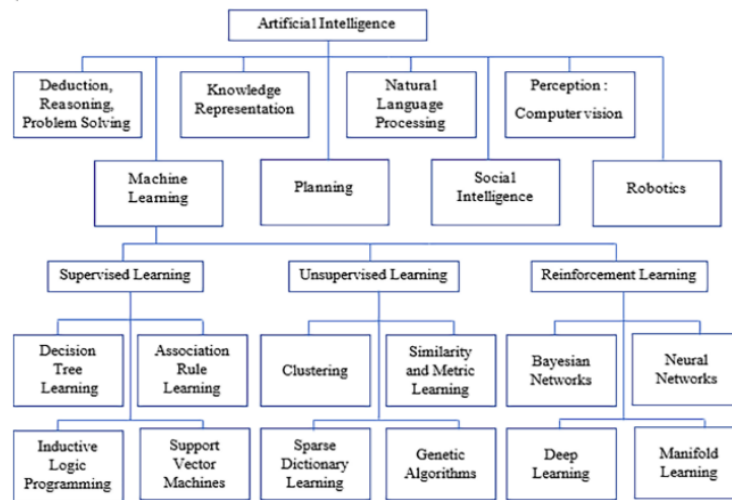 Artificial Intelligence
Deduction,
Reasoning,
Problem Solving
Knowledge
Representation
Natural
Language
Processing
Perception :
Computer vision
Machine
Learning
Planning
Social
Intelligence
Robotics
Supervised Learning
Unsupervised Learning
Reinforcement Learning
Decision
Tree
Learning
Association
Rule
Learning
Clustering
Similarity
and Metric
Learning
Bayesian
Networks
Neural
Networks
Inductive
Logic
Programming
Support
Vector
Machines
Sparse
Dictionary
Learning
Genetic
Algorithms
Deep
Learning
Manifold
Learning